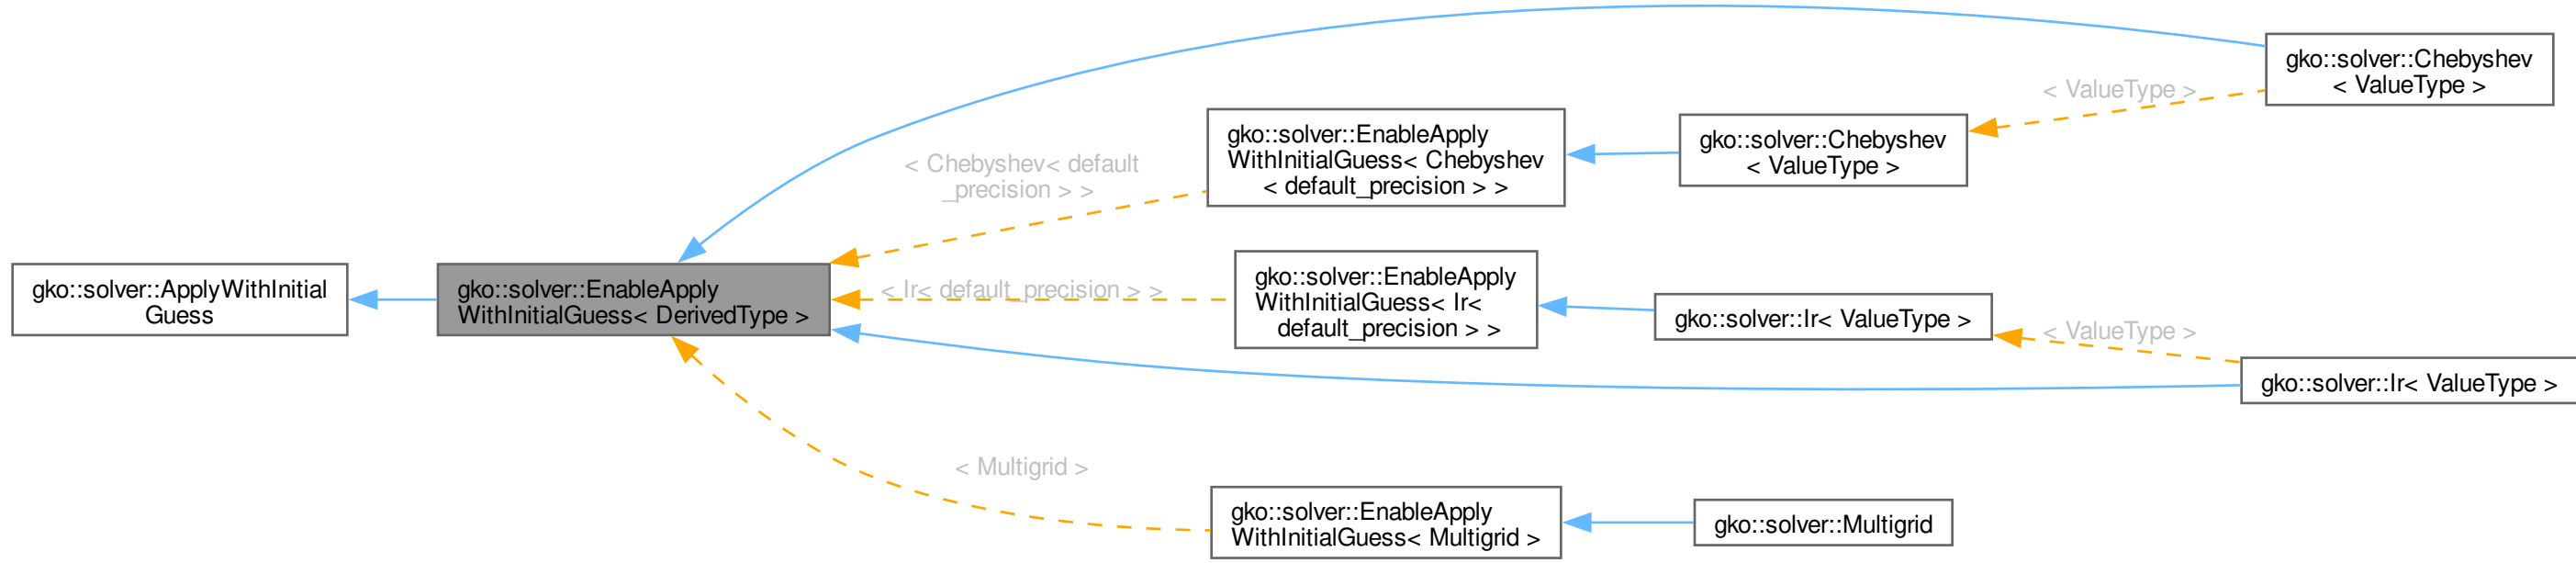 gko::solver::ApplyWithInitial
Guess
gko::solver::EnableApply
WithInitialGuess< DerivedType >
< Chebyshev< default
_precision > >
< Ir< default_precision > >
< Multigrid >
gko::solver::EnableApply
WithInitialGuess< Chebyshev
< default_precision > >
gko::solver::EnableApply
WithInitialGuess< Ir<
default_precision > >
gko::solver::EnableApply
WithInitialGuess< Multigrid >
gko::solver::Chebyshev
< ValueType >
gko::solver::Ir< ValueType >
gko::solver::Multigrid
< ValueType >
< ValueType >
gko::solver::Chebyshev
< ValueType >
gko::solver::Ir< ValueType >